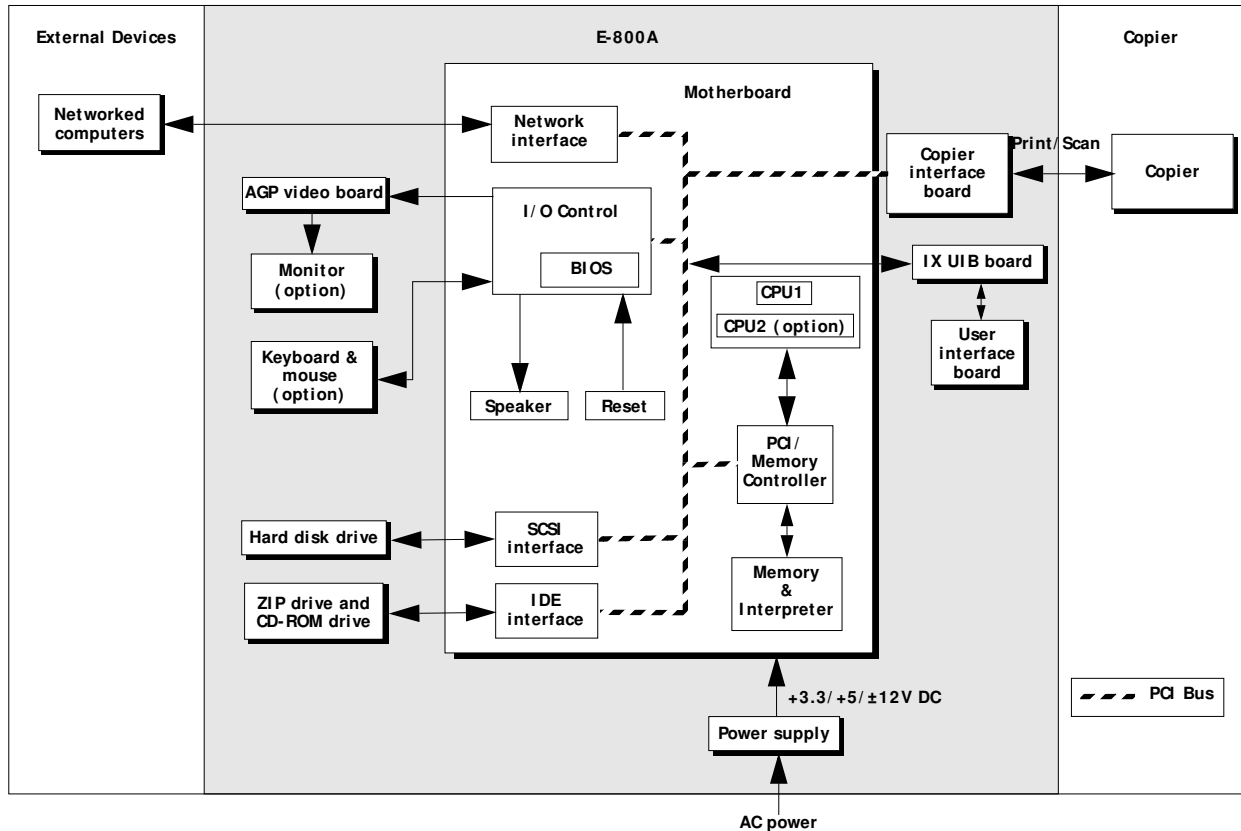 External Devices
E-800A
Copier
Motherboard
Networked
computers
Network
interface
Copier
interface
board
Print/Scan
Copier
AGP video board
I/O Control
BIOS
Monitor
(option)
IX UIB board
CPU1
CPU2 (option)
User
interface
board
Keyboard &
mouse
(option)
Speaker
Reset
PCI/
Memory
Controller
Hard disk drive
SCSI
interface
ZIP drive and
CD-ROM drive
IDE
interface
Memory
&
Interpreter
+3.3/+5/±12V DC
PCI Bus
Power supply
AC power